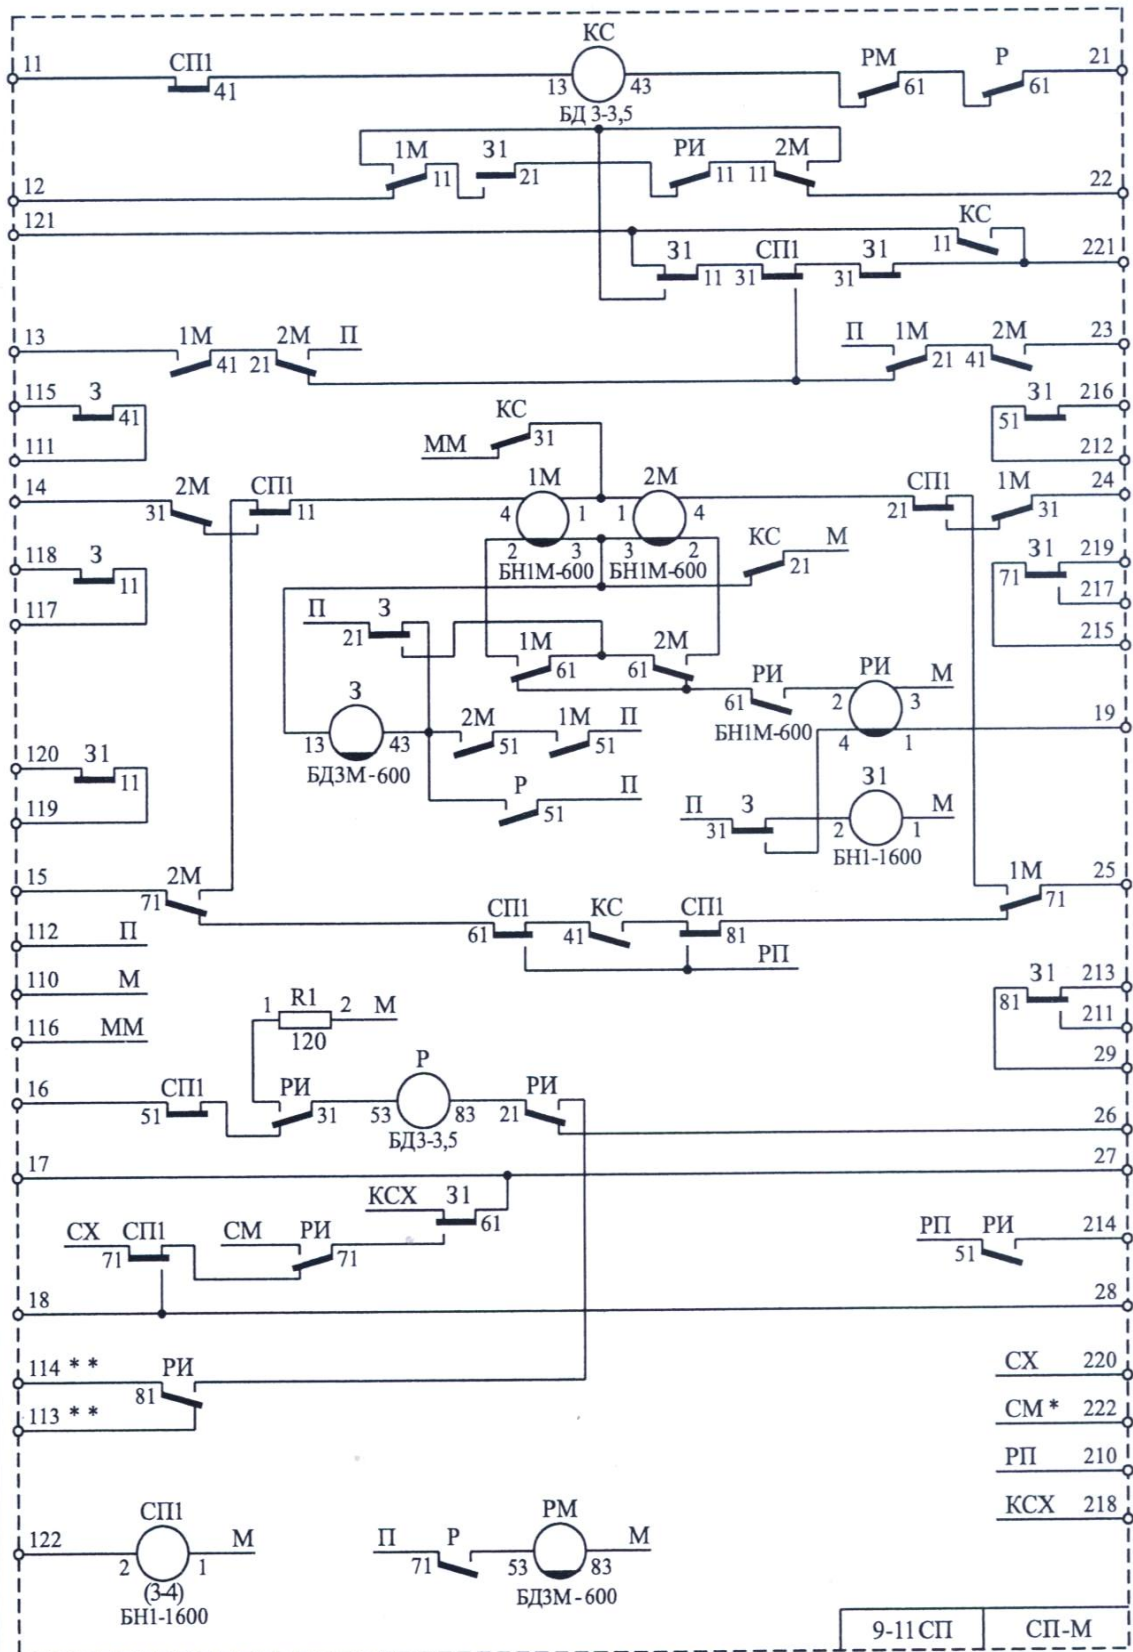 КС
11 СП1 РМ Р 21
41 13 43 61 61
БД 3-3,5
1М З1 РИ 2М
12 11 21 11 11 22
121 КС
11
З1 СП1 З1 221
11 31 31
13 1М 2М П П 1М 2М 23
41 21 21 41
115 З З1 216
41 КС 51
111 ММ 31 212
14 2М СП1 1М 2М СП1 1М 24
31 11 4 1 1 4 21 31
2 3 3 2
118 З БН1М-600 БН1М-600 КС М З1 219
11 21 71 217
117 П З 215
21 1М 2М
61 61 РИ РИ М
З 61 2 3
БН1М-600 19
13 43 2М 1М П 4 1
51 51
120 З1 БДЗМ-600 З1
11 Р П П З М
119 51 31 2 1
БН1-1600
15 2М 1М 25
71 СП1 КС СП1 71
61 41 81
112 П РП
110 М З1 213
1 R1 2 М 81
116 ММ 120 211
Р 29
16 СП1 РИ РИ
51 31 53 83 21 26
БДЗ-3,5
17 27
КСХ З1
61
СХ СП1 СМ РИ РП РИ 214
71 71 51
18 28
114 * * РИ СХ 220
81
113 * * СМ * 222
РП 210
СП1 РМ КСХ 218
122 М П Р М
2 1 71 53 83
(3-4) БДЗМ-600
БН1-1600
9-11СП СП-М